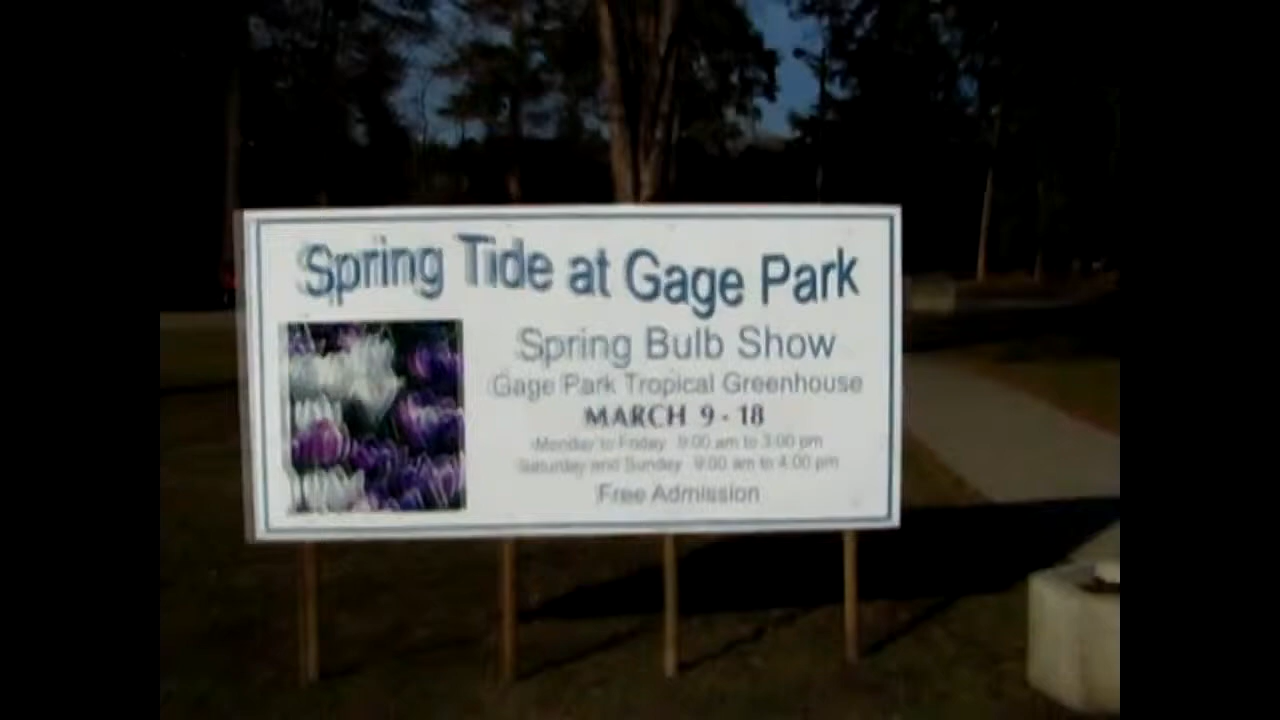 Spring Tide at Gage Park
Spring Bulb Show
Gage Park Tropical Greenhouse
MARCH 9 - 18
Monday to Friday 9:00 am to 3:00 pm
Saturday and Sunday 9:00 am to 4:00 pm
Free Admission